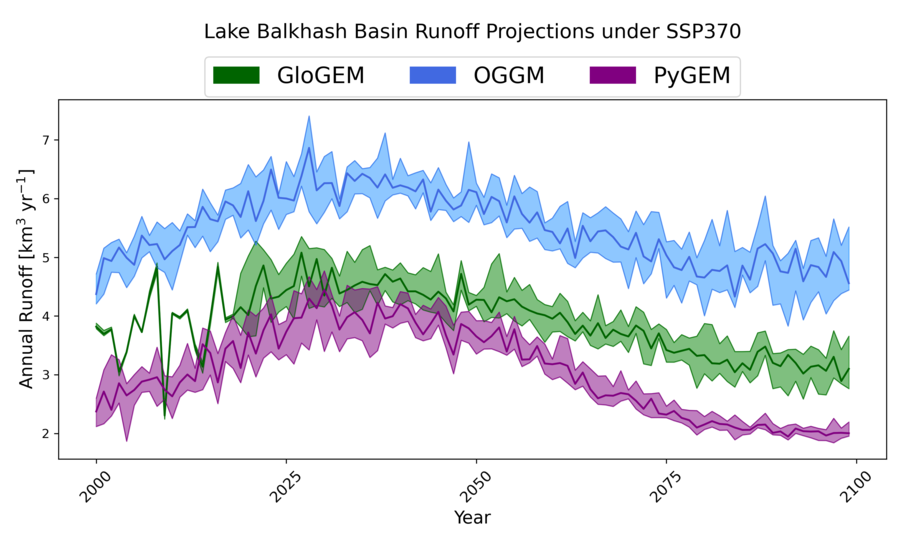 Lake Balkhash Basin Runoff Projections under SSP370
GloGEM OGGM PyGEM
Annual Runoff [km³ yr⁻¹]
7
6
5
4
3
2
2000 2025 2050 2075 2100
Year